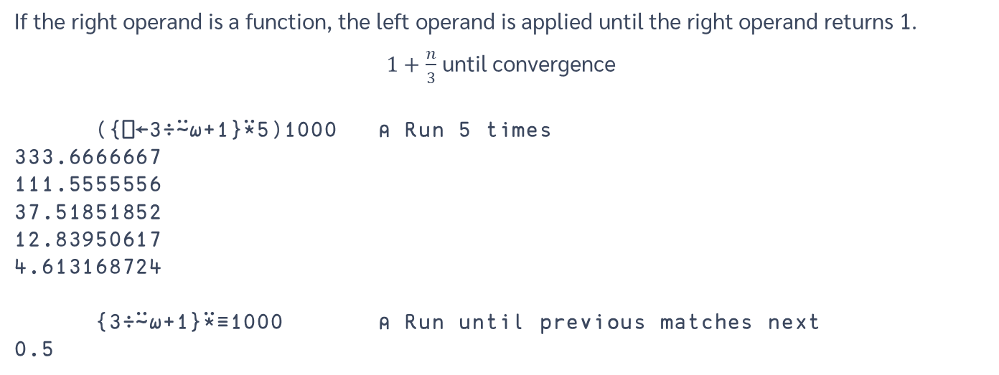 If the right operand is a function, the left operand is applied until the right operand returns 1.
1 + n/3 until convergence
({⎕←3÷⍨⍵+1}⍣5)1000 ⍝ Run 5 times
333.6666667
111.5555556
37.51851852
12.83950617
4.613168724
{3÷⍨⍵+1}⍣≡1000 ⍝ Run until previous matches next
0.5